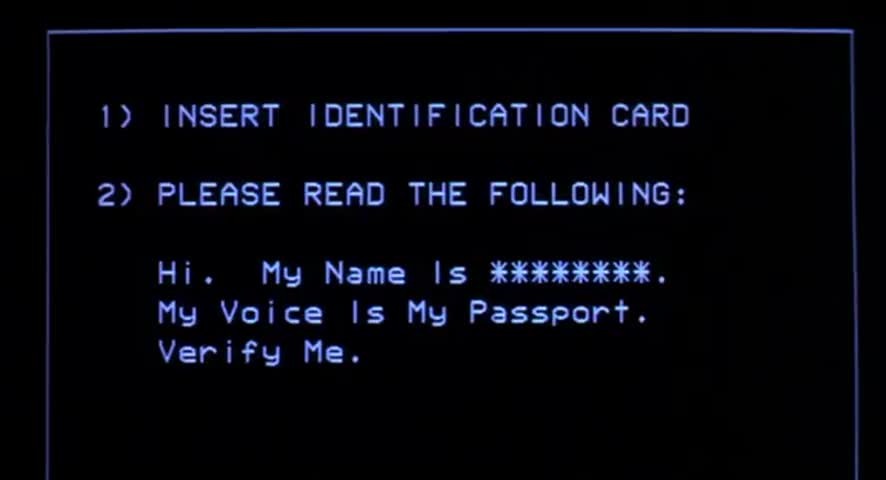 1) INSERT IDENTIFICATION CARD
2) PLEASE READ THE FOLLOWING:
Hi.  My Name Is ********.
My Voice Is My Passport.
Verify Me.